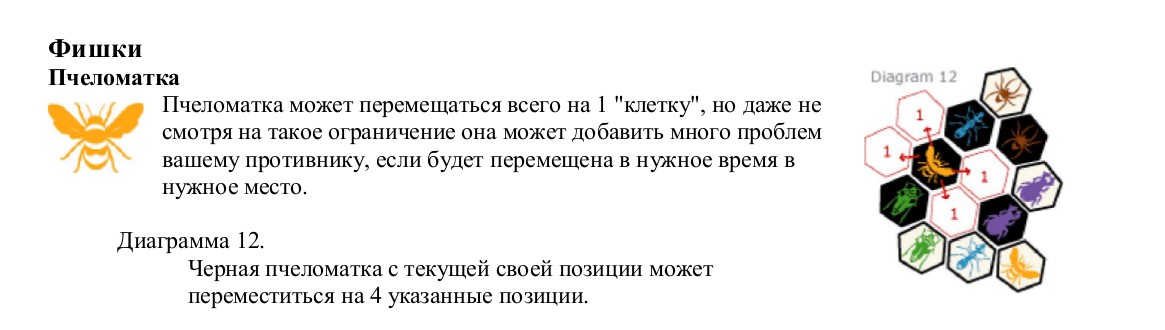 Фишки
Пчеломатка
Пчеломатка может перемещаться всего на 1 "клетку", но даже не
смотря на такое ограничение она может добавить много проблем
вашему противнику, если будет перемещена в нужное время в
нужное место.
Диаграмма 12.
Черная пчеломатка с текущей своей позиции может
переместиться на 4 указанные позиции.
Diagram 12
1
1
1
1